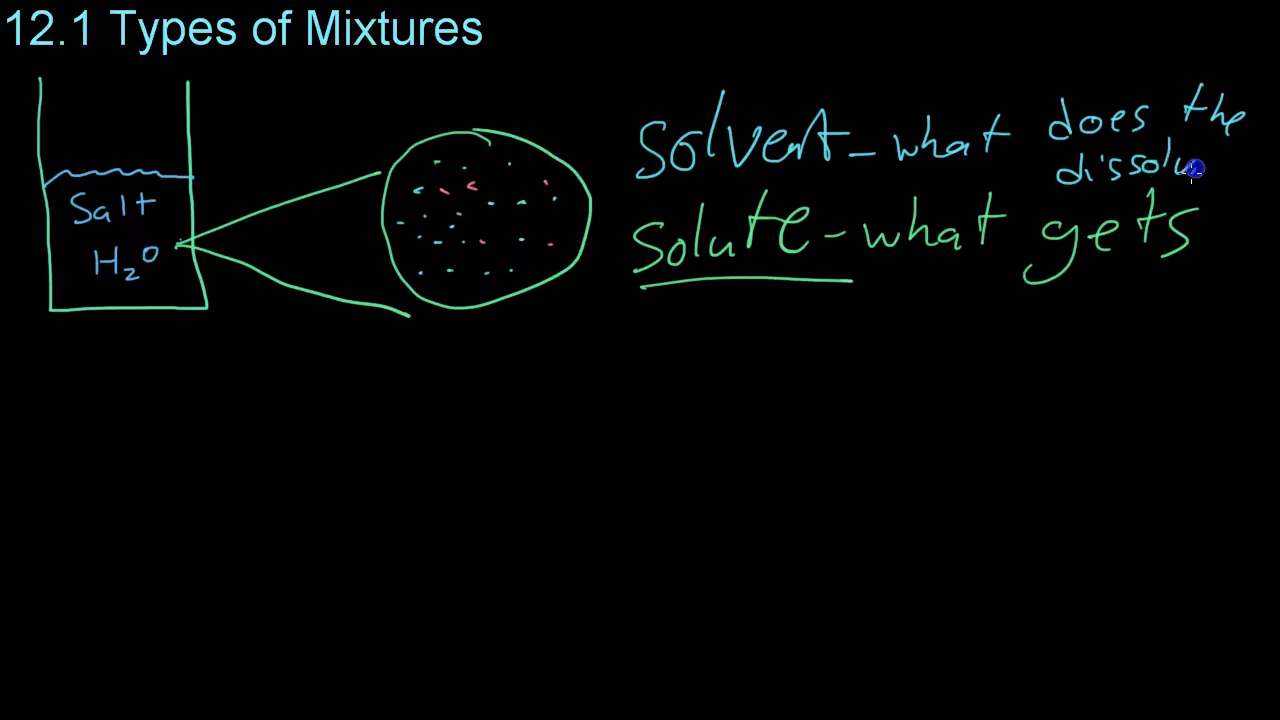 12.1 Types of Mixtures
Salt
H₂O
solvent - what does the
dissolv
solute - what gets